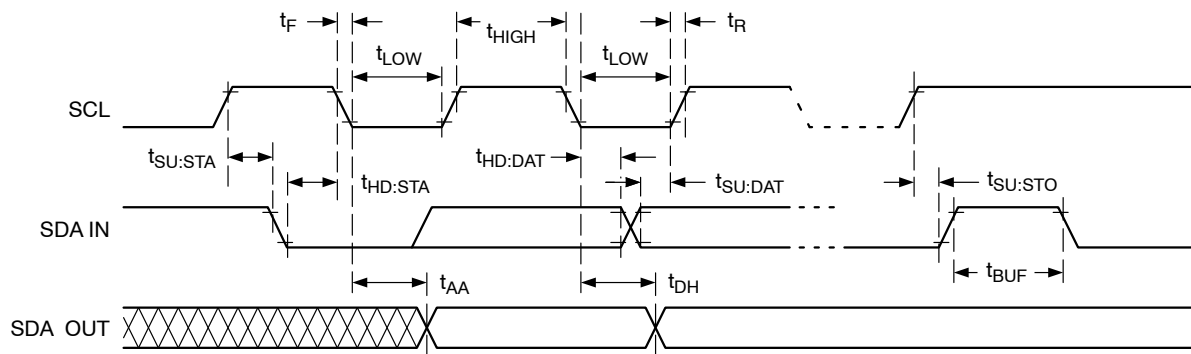 tF
tHIGH
tR
tLOW
tLOW
SCL
tSU:STA
tHD:STA
tHD:DAT
tSU:DAT
tSU:STO
SDA IN
tAA
tDH
tBUF
SDA OUT